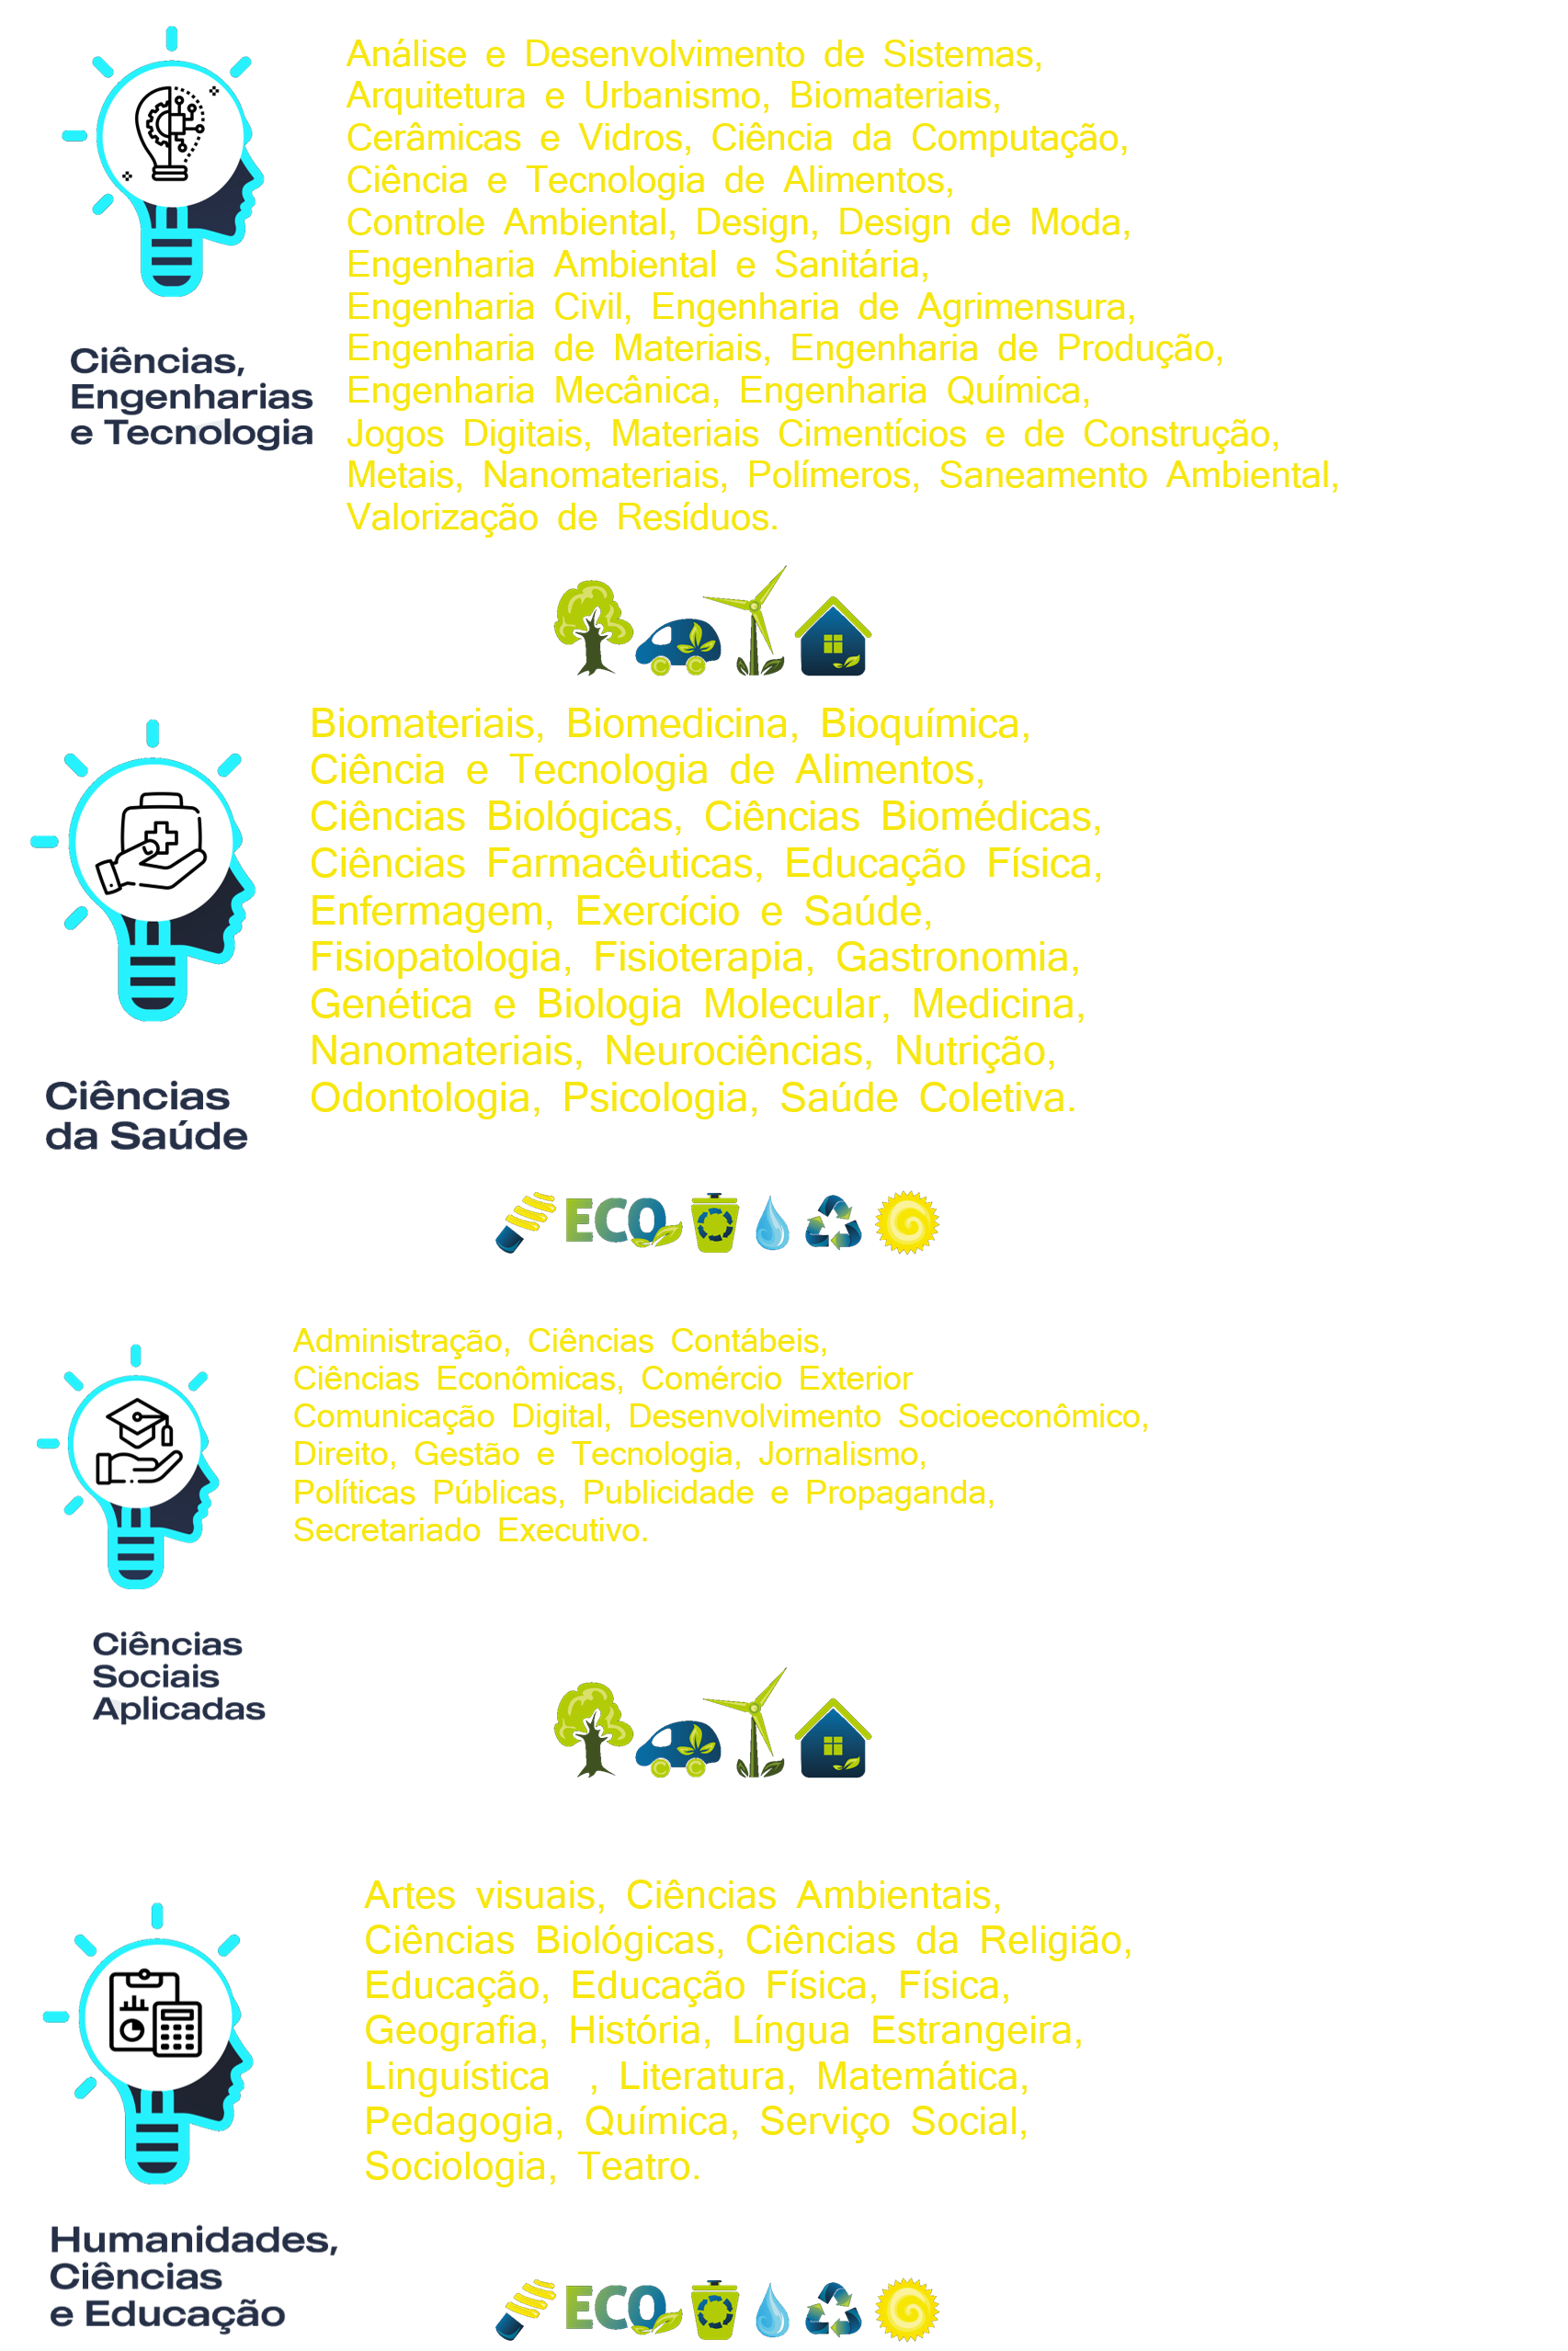 Análise e Desenvolvimento de Sistemas,
Arquitetura e Urbanismo, Biomateriais,
Cerâmicas e Vidros, Ciência da Computação,
Ciência e Tecnologia de Alimentos,
Controle Ambiental, Design, Design de Moda,
Engenharia Ambiental e Sanitária,
Engenharia Civil, Engenharia de Agrimensura,
Engenharia de Materiais, Engenharia de Produção,
Engenharia Mecânica, Engenharia Química,
Jogos Digitais, Materiais Cimentícios e de Construção,
Metais, Nanomateriais, Polímeros, Saneamento Ambiental,
Valorização de Resíduos.
Ciências,
Engenharias
e Tecnologia
Biomateriais, Biomedicina, Bioquímica,
Ciência e Tecnologia de Alimentos,
Ciências Biológicas, Ciências Biomédicas,
Ciências Farmacêuticas, Educação Física,
Enfermagem, Exercício e Saúde,
Fisiopatologia, Fisioterapia, Gastronomia,
Genética e Biologia Molecular, Medicina,
Nanomateriais, Neurociências, Nutrição,
Odontologia, Psicologia, Saúde Coletiva.
Ciências
da Saúde
ECO
Administração, Ciências Contábeis,
Ciências Econômicas, Comércio Exterior
Comunicação Digital, Desenvolvimento Socioeconômico,
Direito, Gestão e Tecnologia, Jornalismo,
Políticas Públicas, Publicidade e Propaganda,
Secretariado Executivo.
Ciências
Sociais
Aplicadas
Artes visuais, Ciências Ambientais,
Ciências Biológicas, Ciências da Religião,
Educação, Educação Física, Física,
Geografia, História, Língua Estrangeira,
Linguística , Literatura, Matemática,
Pedagogia, Química, Serviço Social,
Sociologia, Teatro.
Humanidades,
Ciências
e Educação
ECO